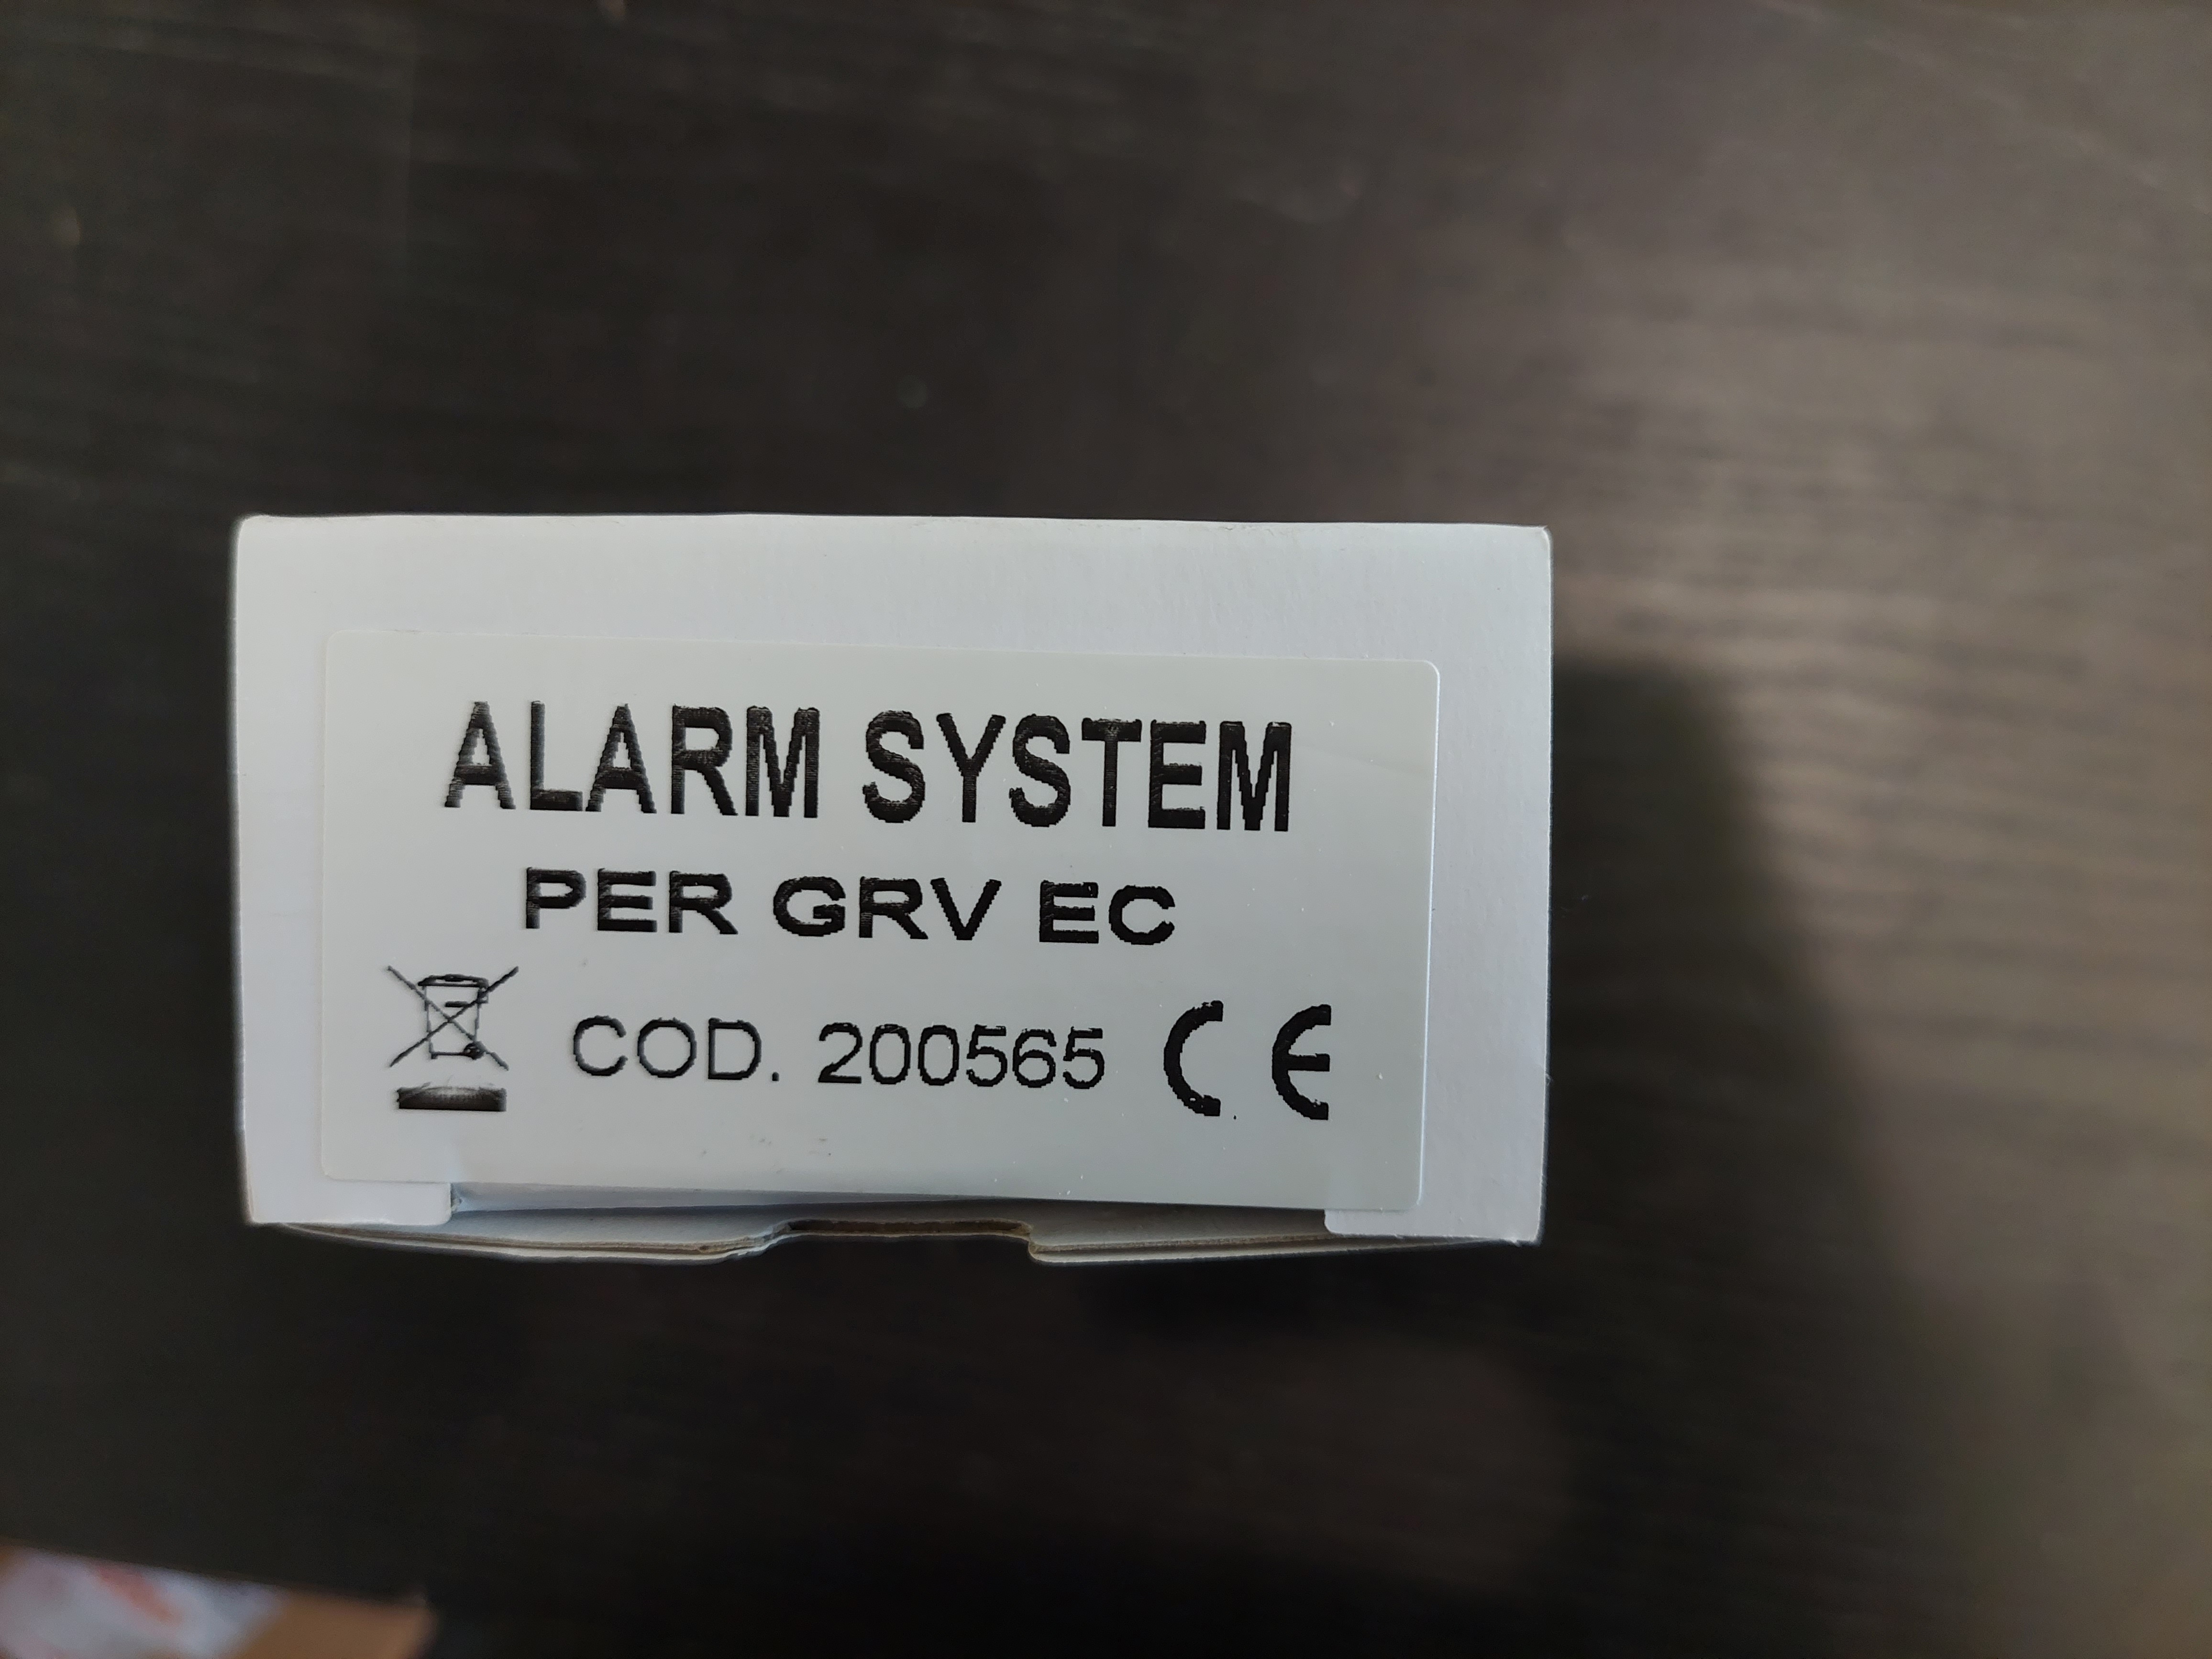 ALARM SYSTEM
PER GRV EC
COD. 200565 CE